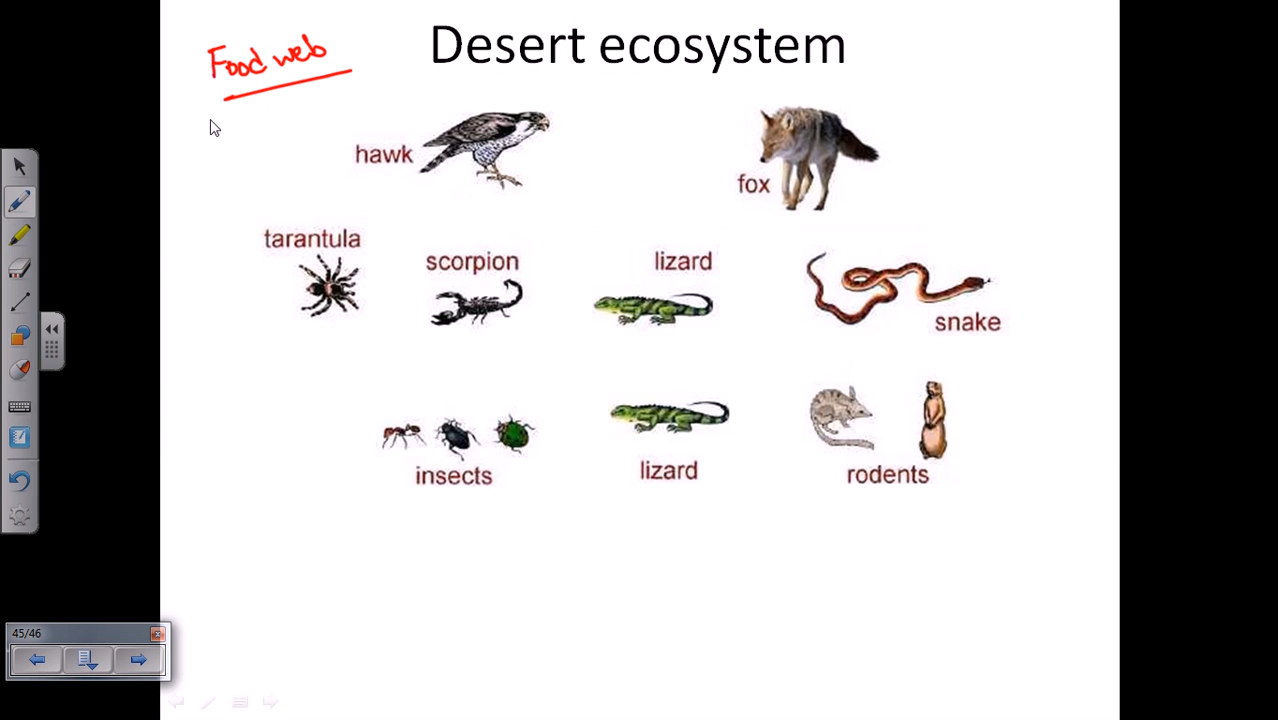 Food web
Desert ecosystem
hawk
fox
tarantula
scorpion
lizard
snake
insects
lizard
rodents
45/46